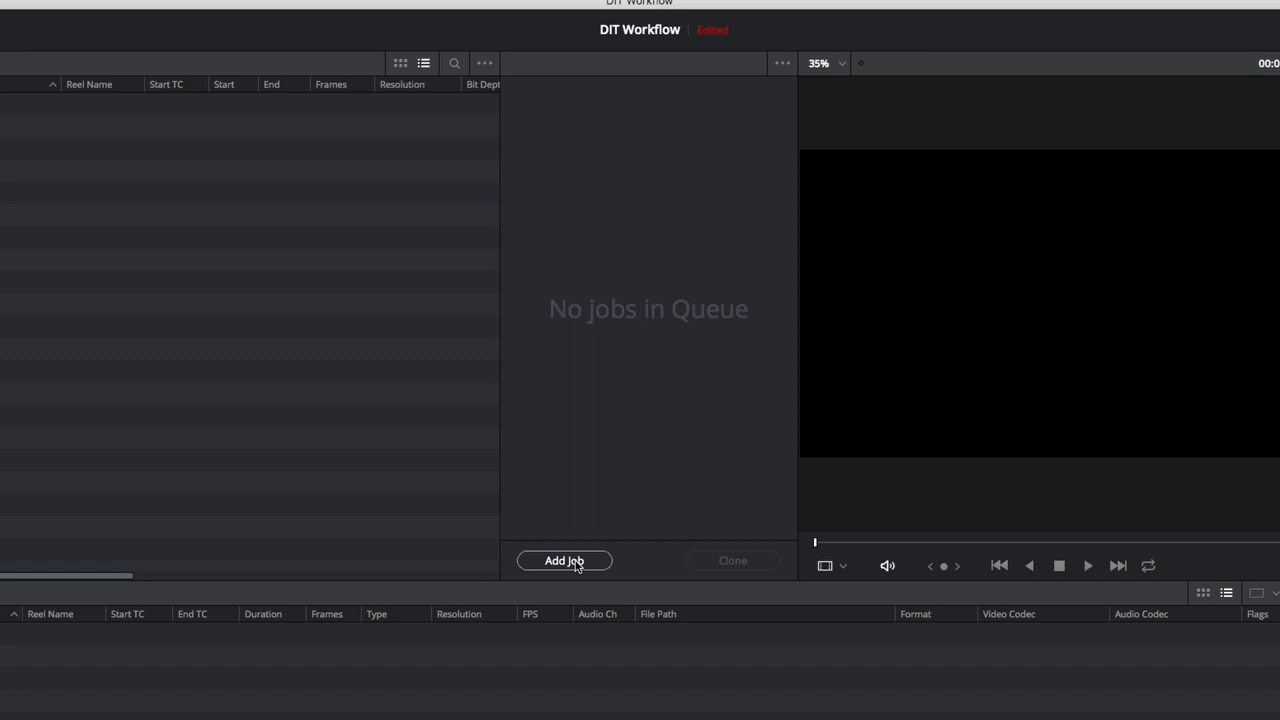 DIT Workflow
DIT Workflow Edited
35% 00:0
Reel Name Start TC Start End Frames Resolution Bit Dept
No jobs in Queue
Add Job Clone
Reel Name Start TC End TC Duration Frames Type Resolution FPS Audio Ch File Path Format Video Codec Audio Codec Flags